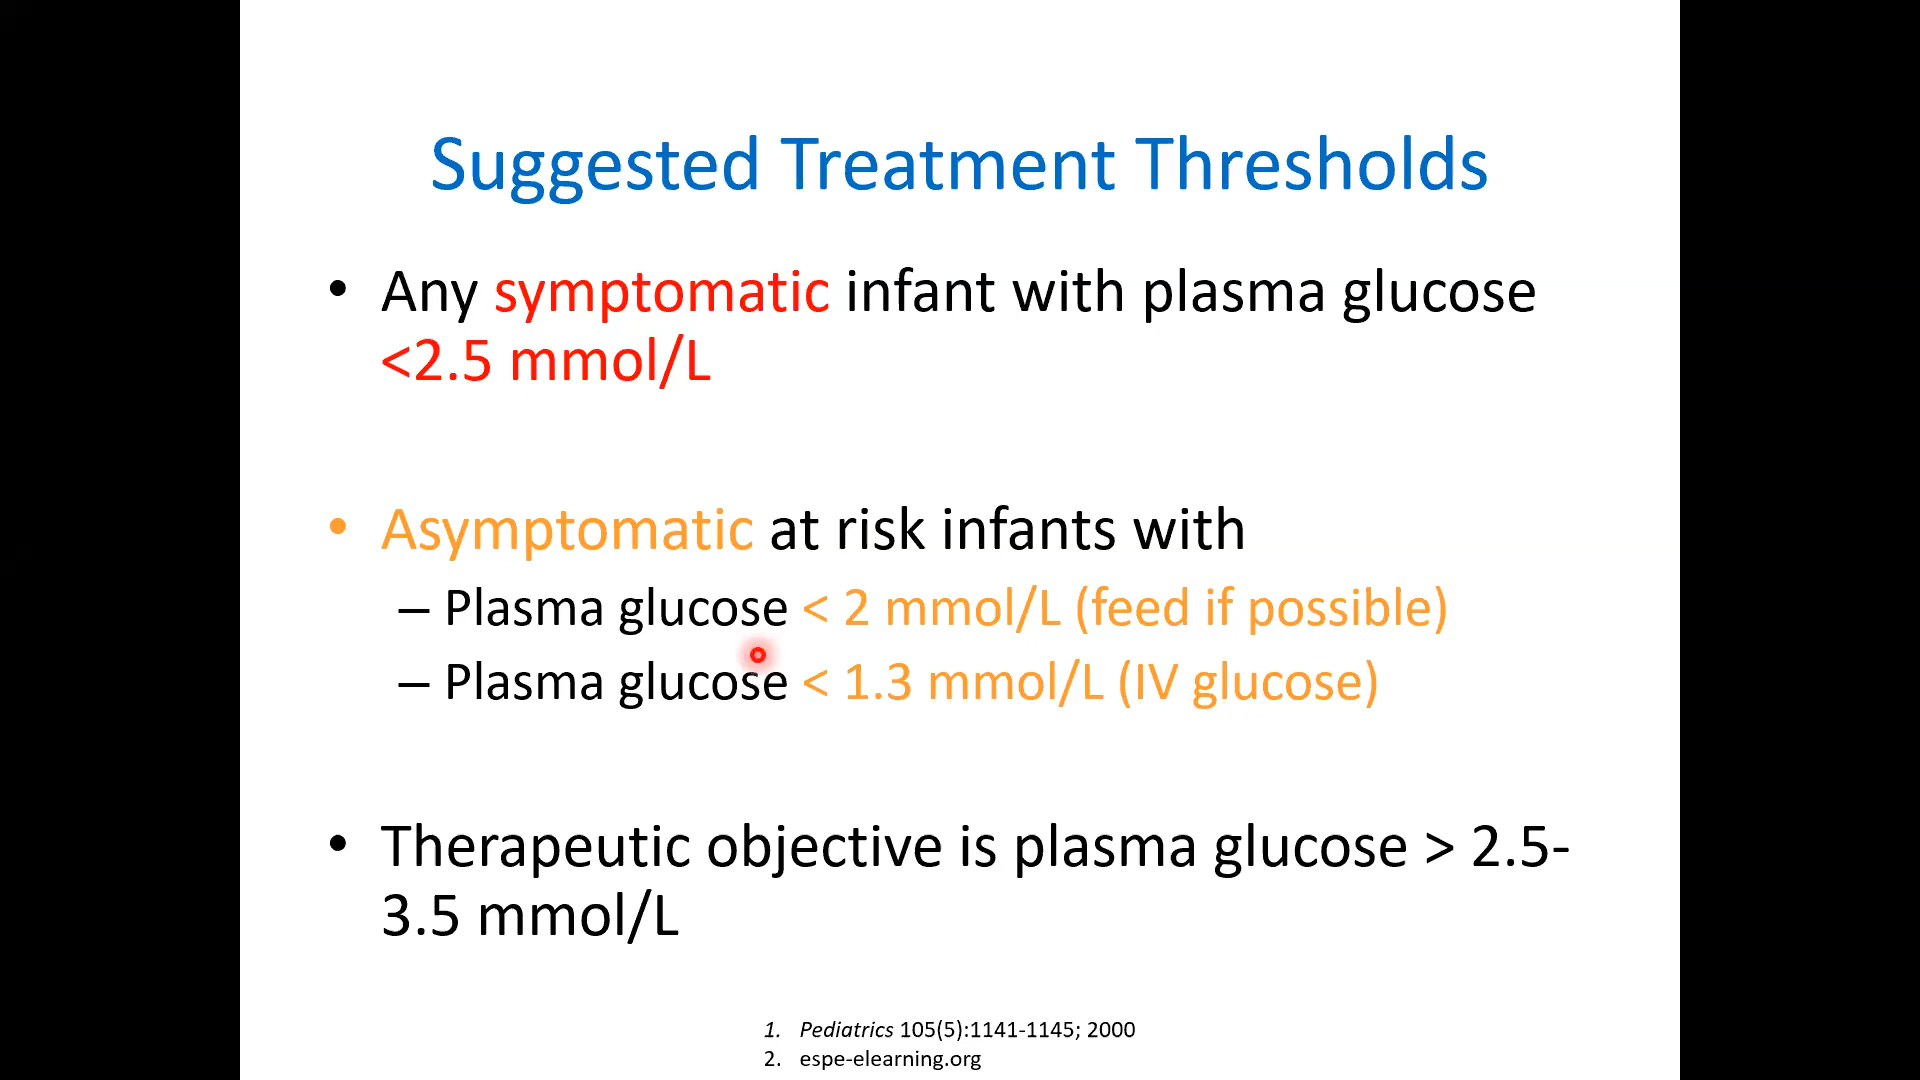 Suggested Treatment Thresholds
• Any symptomatic infant with plasma glucose
<2.5 mmol/L
• Asymptomatic at risk infants with
– Plasma glucose < 2 mmol/L (feed if possible)
– Plasma glucose < 1.3 mmol/L (IV glucose)
• Therapeutic objective is plasma glucose > 2.5-
3.5 mmol/L
1. Pediatrics 105(5):1141-1145; 2000
2. espe-elearning.org